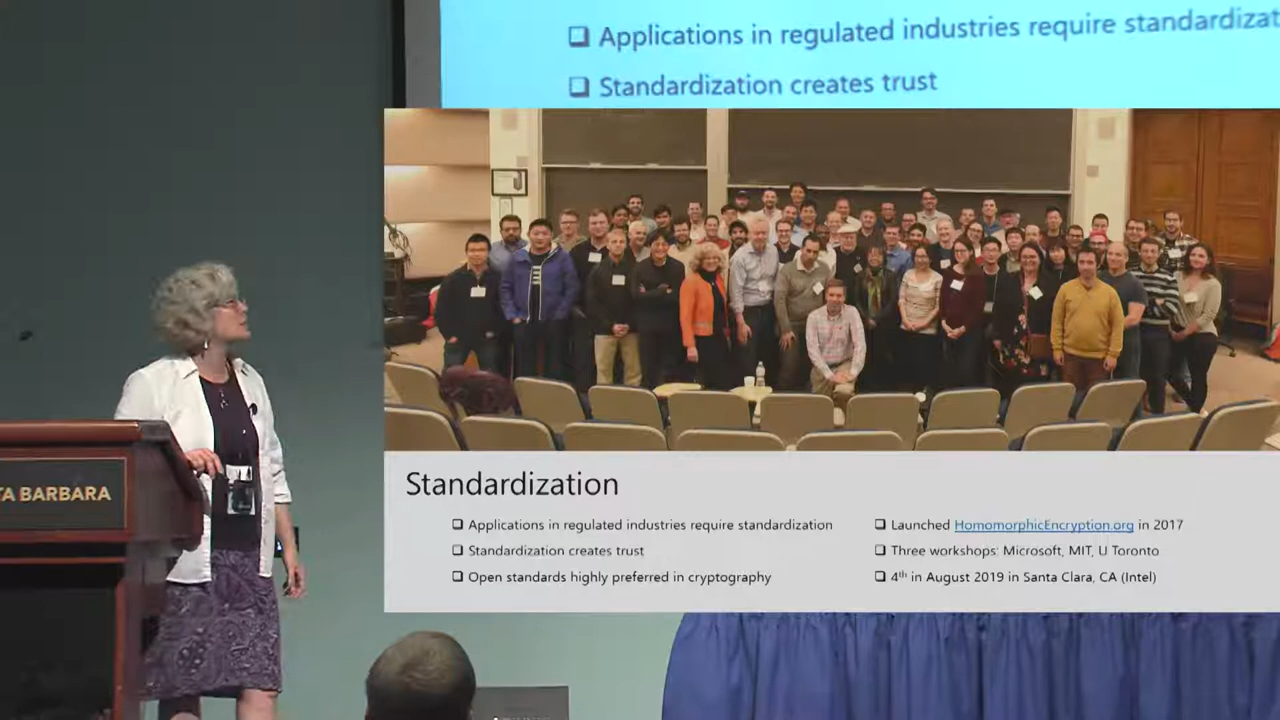 ❑ Applications in regulated industries require standardizat
❑ Standardization creates trust
TA BARBARA
Standardization
❑ Applications in regulated industries require standardization
❑ Standardization creates trust
❑ Open standards highly preferred in cryptography
❑ Launched HomomorphicEncryption.org in 2017
❑ Three workshops: Microsoft, MIT, U Toronto
❑ 4th in August 2019 in Santa Clara, CA (Intel)